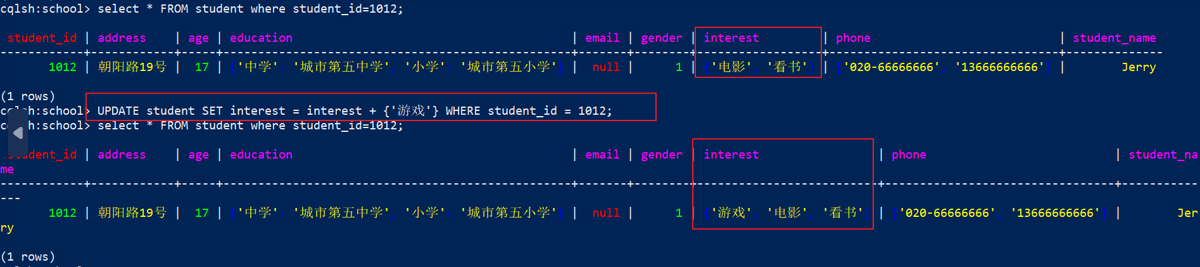 cqlsh:school> select * FROM student where student_id=1012;
student_id | address | age | education | email | gender | interest | phone | student_name
------------+-----------+-----+--------------------------------------------------+-------+--------+------------------+---------------------------------+--------------
1012 | 朝阳路19号 | 17 | {'中学': '城市第五中学', '小学': '城市第五小学'} | null | 1 | {'电影', '看书'} | ['020-66666666', '13666666666'] | Jerry
(1 rows)
cqlsh:school> UPDATE student SET interest = interest + {'游戏'} WHERE student_id = 1012;
cqlsh:school> select * FROM student where student_id=1012;
student_id | address | age | education | email | gender | interest | phone | student_na
me
------------+-----------+-----+--------------------------------------------------+-------+--------+--------------------------+---------------------------------+-----------
---
1012 | 朝阳路19号 | 17 | {'中学': '城市第五中学', '小学': '城市第五小学'} | null | 1 | {'游戏', '电影', '看书'} | ['020-66666666', '13666666666'] | Jer
ry
(1 rows)